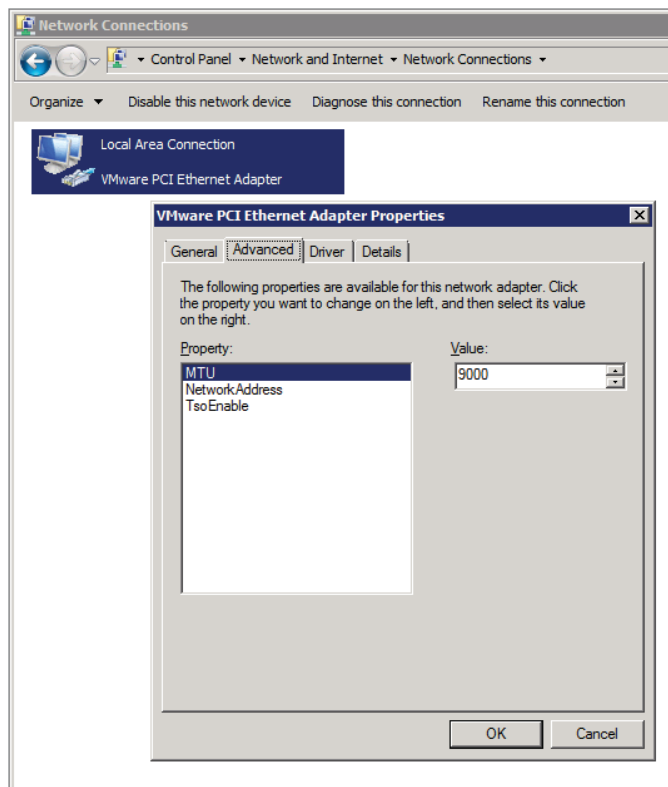 Network Connections
Control Panel Network and Internet Network Connections
Organize Disable this network device Diagnose this connection Rename this connection
Local Area Connection
VMware PCI Ethernet Adapter
VMware PCI Ethernet Adapter Properties
General Advanced Driver Details
The following properties are available for this network adapter. Click
the property you want to change on the left, and then select its value
on the right.
Property: Value:
MTU 9000
NetworkAddress
TsoEnable
OK Cancel